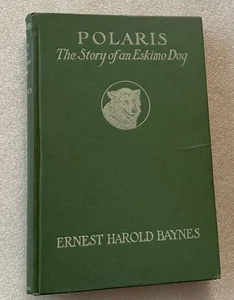 POLARIS
The Story of an Eskimo Dog
ERNEST HAROLD BAYNES